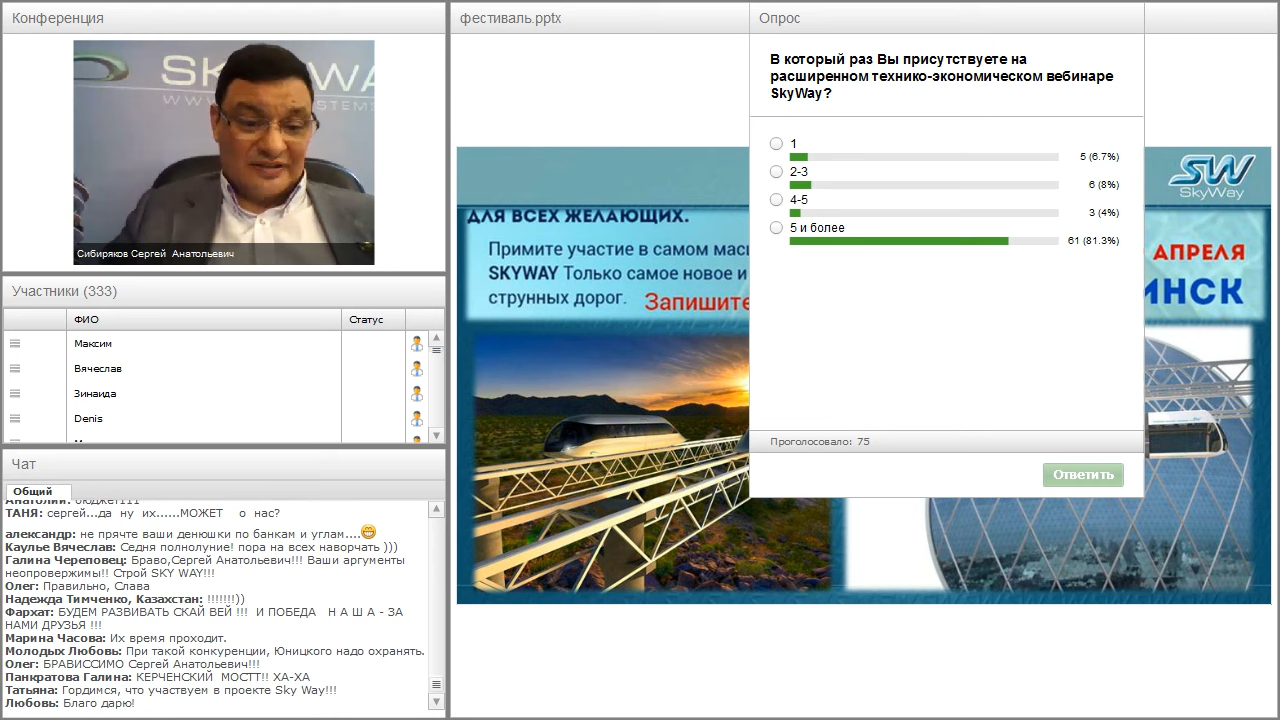 Конференция
SKYWA
WWW
STEMS
Сибиряков Сергей Анатольевич
Участники (333)
ФИО Статус
Максим
Вячеслав
Зинаида
Denis
Чат
Общий
Анатолий: бюджет!!!
ТАНЯ: сергей...да ну их......МОЖЕТ о нас?
александр: не прячте ваши денюшки по банкам и углам....
Каулье Вячеслав: Седня полнолуние! пора на всех наворчать )))
Галина Череповец: Браво,Сергей Анатольевич!!! Ваши аргументы
неопровержимы!! Строй SKY WAY!!!
Олег: Правильно, Слава
Надежда Тимченко, Казахстан: !!!!!!!))
Фархат: БУДЕМ РАЗВИВАТЬ СКАЙ ВЕЙ !!! И ПОБЕДА Н А Ш А - ЗА
НАМИ ДРУЗЬЯ !!!
Марина Часова: Их время проходит.
Молодых Любовь: При такой конкуренции, Юницкого надо охранять.
Олег: БРАВИССИМО Сергей Анатольевич!!!
Панкратова Галина: КЕРЧЕНСКИЙ МОСТТ!! ХА-ХА
Татьяна: Гордимся, что участвуем в проекте Sky Way!!!
Любовь: Благо дарю!
фестиваль.pptx
ДЛЯ ВСЕХ ЖЕЛАЮЩИХ.
Примите участие в самом мас
SKYWAY Только самое новое и
струнных дорог. Запишите
SW
SkyWay
АПРЕЛЯ
ИНСК
Опрос
В который раз Вы присутствуете на
расширенном технико-экономическом вебинаре
SkyWay?
1
5 (6.7%)
2-3
6 (8%)
4-5
3 (4%)
5 и более
61 (81.3%)
Проголосовало: 75
Ответить